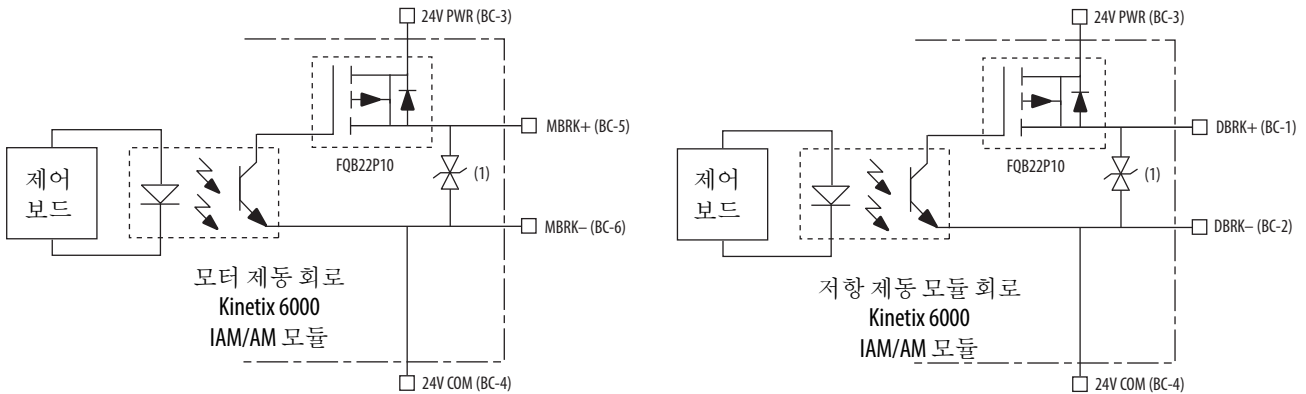 24V PWR (BC-3)
MBRK+ (BC-5)
FQB22P10
(1)
제어
보드
MBRK– (BC-6)
모터 제동 회로
Kinetix 6000
IAM/AM 모듈
24V COM (BC-4)
24V PWR (BC-3)
DBRK+ (BC-1)
FQB22P10
(1)
제어
보드
DBRK– (BC-2)
저항 제동 모듈 회로
Kinetix 6000
IAM/AM 모듈
24V COM (BC-4)